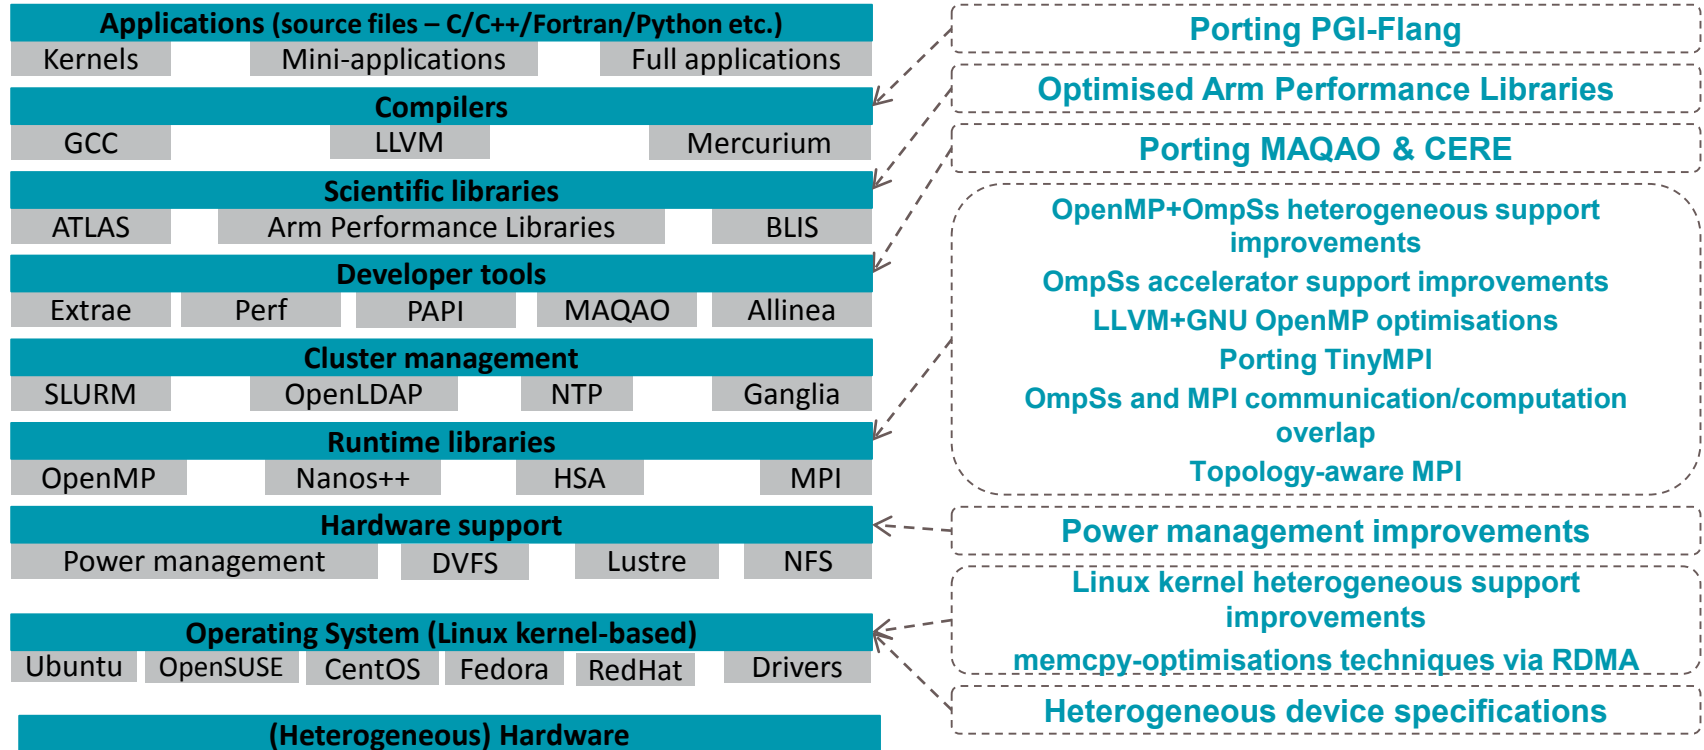 Applications (source files – C/C++/Fortran/Python etc.)
Kernels
Mini-applications
Full applications
Compilers
GCC
LLVM
Mercurium
Scientific libraries
ATLAS
Arm Performance Libraries
BLIS
Developer tools
Extrae
Perf
PAPI
MAQAO
Allinea
Cluster management
SLURM
OpenLDAP
NTP
Ganglia
Runtime libraries
OpenMP
Nanos++
HSA
MPI
Hardware support
Power management
DVFS
Lustre
NFS
Operating System (Linux kernel-based)
Ubuntu
OpenSUSE
CentOS
Fedora
RedHat
Drivers
(Heterogeneous) Hardware
Porting PGI-Flang
Optimised Arm Performance Libraries
Porting MAQAO & CERE
OpenMP+OmpSs heterogeneous support
improvements
OmpSs accelerator support improvements
LLVM+GNU OpenMP optimisations
Porting TinyMPI
OmpSs and MPI communication/computation
overlap
Topology-aware MPI
Power management improvements
Linux kernel heterogeneous support
improvements
memcpy-optimisations techniques via RDMA
Heterogeneous device specifications